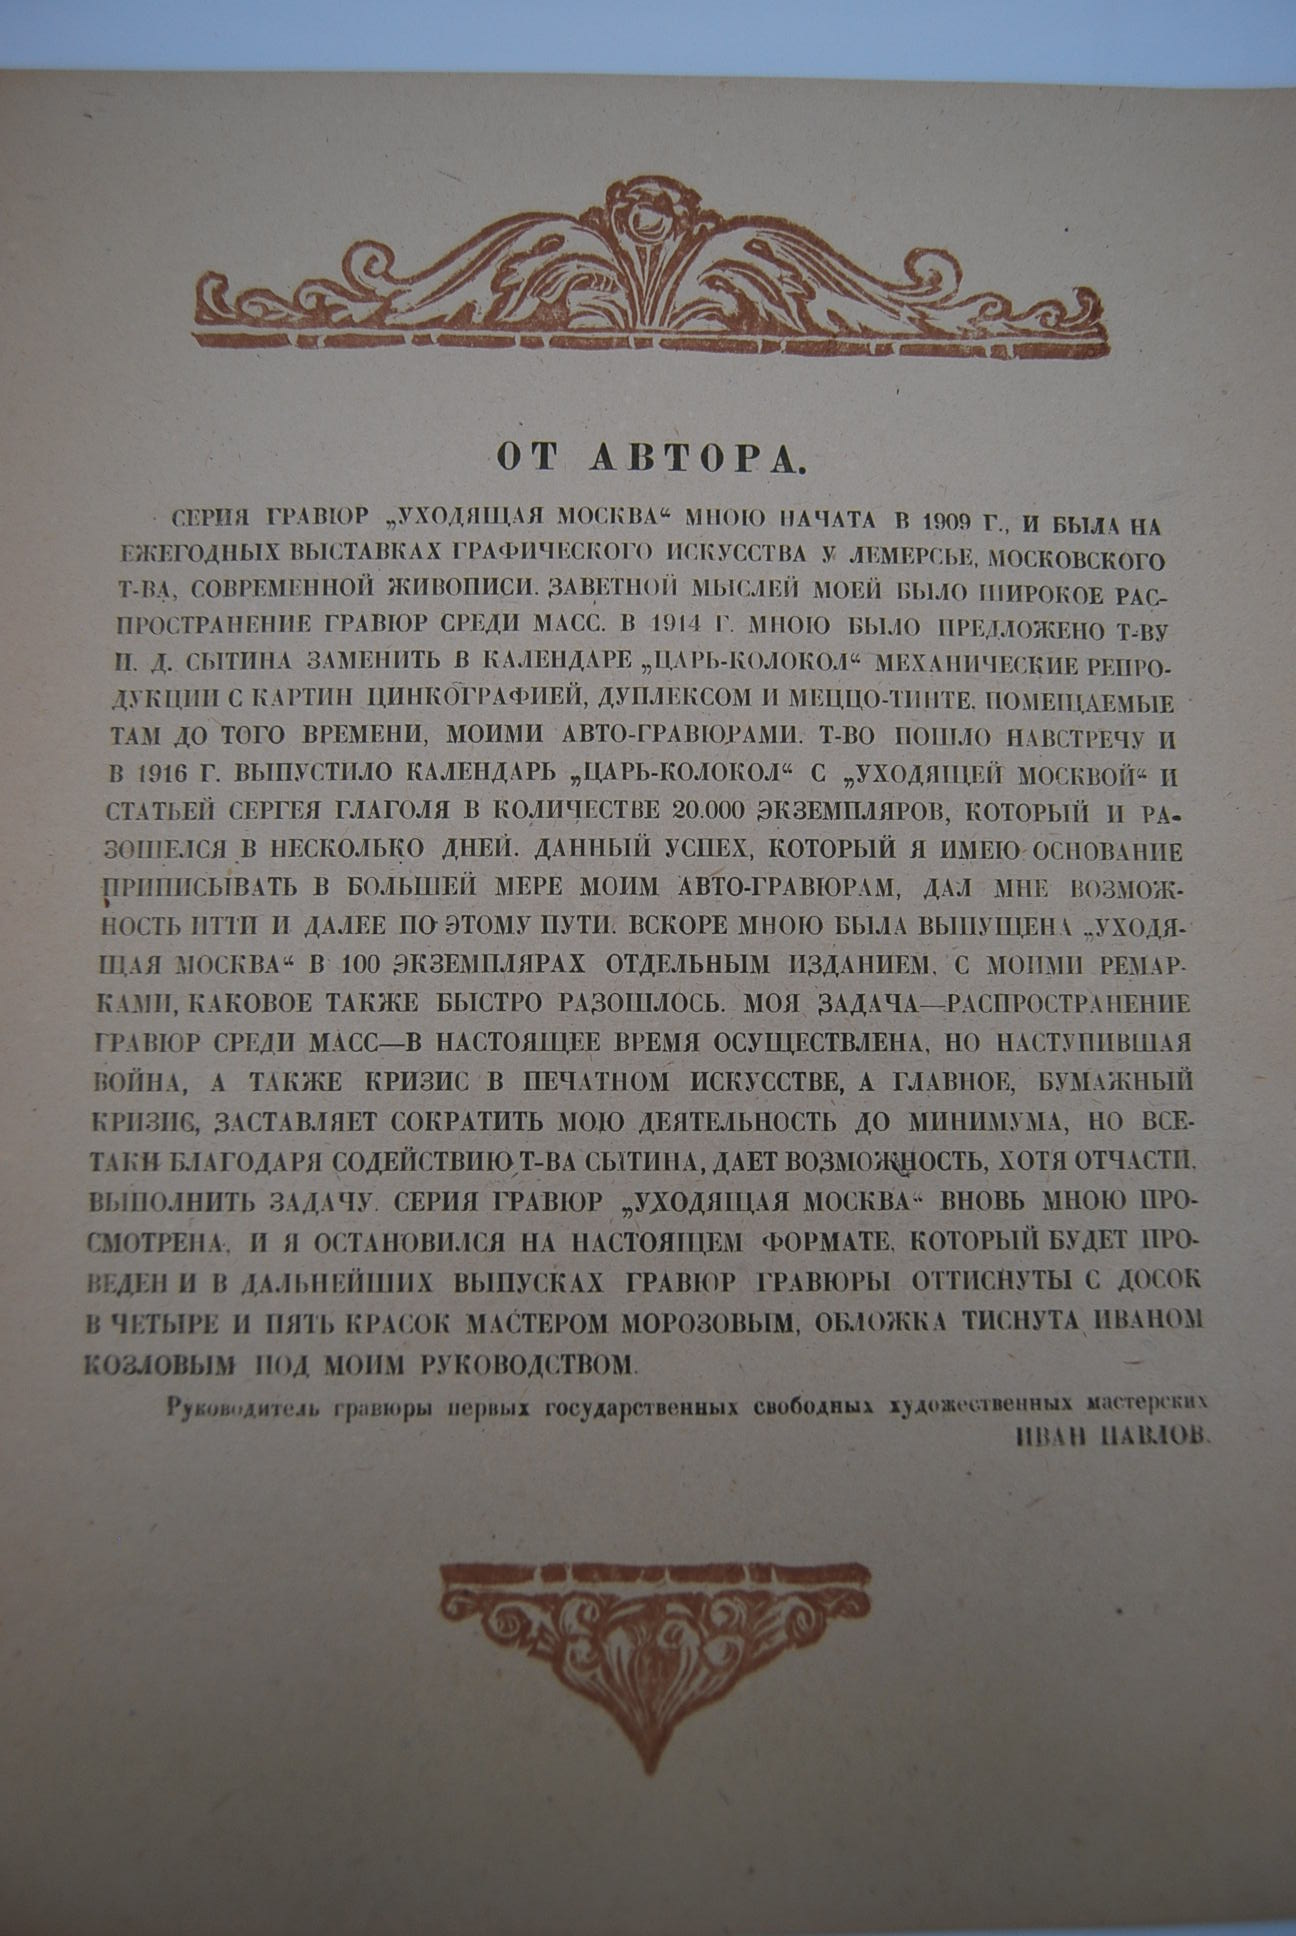 ОТ АВТОРА.
СЕРИЯ ГРАВЮР „УХОДЯЩАЯ МОСКВА“ МНОЮ НАЧАТА В 1909 Г., И БЫЛА НА
ЕЖЕГОДНЫХ ВЫСТАВКАХ ГРАФИЧЕСКОГО ИСКУССТВА У ЛЕМЕРСЬЕ, МОСКОВСКОГО
Т-ВА, СОВРЕМЕННОЙ ЖИВОПИСИ. ЗАВЕТНОЙ МЫСЛЕЙ МОЕЙ БЫЛО ШИРОКОЕ РАС-
ПРОСТРАНЕНИЕ ГРАВЮР СРЕДИ МАСС. В 1914 Г. МНОЮ БЫЛО ПРЕДЛОЖЕНО Т-ВУ
И. Д. СЫТИНА ЗАМЕНИТЬ В КАЛЕНДАРЕ „ЦАРЬ-КОЛОКОЛ“ МЕХАНИЧЕСКИЕ РЕПРО-
ДУКЦИИ С КАРТИН ЦИНКОГРАФИЕЙ, ДУПЛЕКСОМ И МЕЦЦО-ТИНТЕ, ПОМЕЩАЕМЫЕ
ТАМ ДО ТОГО ВРЕМЕНИ, МОИМИ АВТО-ГРАВЮРАМИ. Т-ВО ПОШЛО НАВСТРЕЧУ И
В 1916 Г. ВЫПУСТИЛО КАЛЕНДАРЬ „ЦАРЬ-КОЛОКОЛ“ С „УХОДЯЩЕЙ МОСКВОЙ“ И
СТАТЬЕЙ СЕРГЕЯ ГЛАГОЛЯ В КОЛИЧЕСТВЕ 20.000 ЭКЗЕМПЛЯРОВ, КОТОРЫЙ И РА-
ЗОШЕЛСЯ В НЕСКОЛЬКО ДНЕЙ. ДАННЫЙ УСПЕХ, КОТОРЫЙ Я ИМЕЮ ОСНОВАНИЕ
ПРИПИСЫВАТЬ В БОЛЬШЕЙ МЕРЕ МОИМ АВТО-ГРАВЮРАМ, ДАЛ МНЕ ВОЗМОЖ-
НОСТЬ ИТТИ И ДАЛЕЕ ПО ЭТОМУ ПУТИ. ВСКОРЕ МНОЮ БЫЛА ВЫПУЩЕНА „УХОДЯ-
ЩАЯ МОСКВА“ В 100 ЭКЗЕМПЛЯРАХ ОТДЕЛЬНЫМ ИЗДАНИЕМ, С МОИМИ РЕМАР-
КАМИ, КАКОВОЕ ТАКЖЕ БЫСТРО РАЗОШЛОСЬ. МОЯ ЗАДАЧА—РАСПРОСТРАНЕНИЕ
ГРАВЮР СРЕДИ МАСС—В НАСТОЯЩЕЕ ВРЕМЯ ОСУЩЕСТВЛЕНА, НО НАСТУПИВШАЯ
ВОЙНА, А ТАКЖЕ КРИЗИС В ПЕЧАТНОМ ИСКУССТВЕ, А ГЛАВНОЕ, БУМАЖНЫЙ
КРИЗИС, ЗАСТАВЛЯЕТ СОКРАТИТЬ МОЮ ДЕЯТЕЛЬНОСТЬ ДО МИНИМУМА, НО ВСЕ-
ТАКИ БЛАГОДАРЯ СОДЕЙСТВИЮ Т-ВА СЫТИНА, ДАЕТ ВОЗМОЖНОСТЬ, ХОТЯ ОТЧАСТИ,
ВЫПОЛНИТЬ ЗАДАЧУ. СЕРИЯ ГРАВЮР „УХОДЯЩАЯ МОСКВА“ ВНОВЬ МНОЮ ПРО-
СМОТРЕНА, И Я ОСТАНОВИЛСЯ НА НАСТОЯЩЕМ ФОРМАТЕ, КОТОРЫЙ БУДЕТ ПРО-
ВЕДЕН И В ДАЛЬНЕЙШИХ ВЫПУСКАХ ГРАВЮР ГРАВЮРЫ ОТТИСНУТЫ С ДОСОК
В ЧЕТЫРЕ И ПЯТЬ КРАСОК МАСТЕРОМ МОРОЗОВЫМ, ОБЛОЖКА ТИСНУТА ИВАНОМ
КОЗЛОВЫМ ПОД МОИМ РУКОВОДСТВОМ.
Руководитель гравюры первых государственных свободных художественных мастерских
ИВАН ПАВЛОВ.